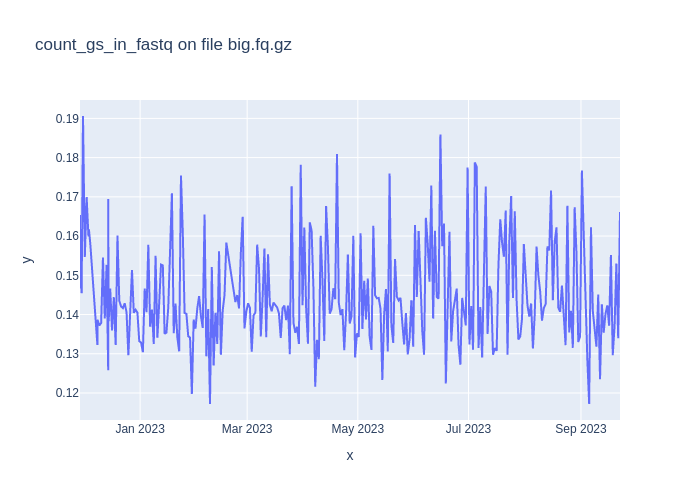 count_gs_in_fastq on file big.fq.gz
0.19
0.18
0.17
0.16
0.15
0.14
0.13
0.12
y
Jan 2023
Mar 2023
May 2023
Jul 2023
Sep 2023
x